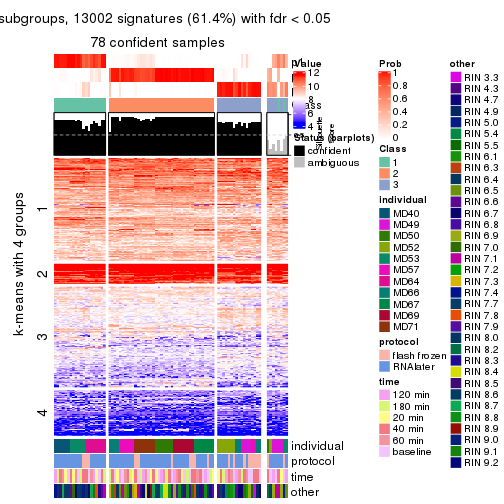 subgroups, 13002 signatures (61.4%) with fdr < 0.05
78 confident samples
k-means with 4 groups
1
2
3
4
individual
protocol
time
other
12
10
8
6
4
Silhouette
score
Status (barplots)
confident
ambiguous
Prob
1
0.8
0.6
0.4
0.2
0
Class
1
2
3
individual
MD40
MD49
MD50
MD52
MD53
MD57
MD64
MD66
MD67
MD69
MD71
protocol
flash frozen
RNAlater
time
120 min
180 min
20 min
40 min
60 min
baseline
other
RIN 3.3
RIN 4.3
RIN 4.7
RIN 4.9
RIN 5.0
RIN 5.4
RIN 5.5
RIN 6.1
RIN 6.3
RIN 6.4
RIN 6.5
RIN 6.6
RIN 6.7
RIN 6.8
RIN 6.9
RIN 7.0
RIN 7.1
RIN 7.2
RIN 7.3
RIN 7.4
RIN 7.7
RIN 7.8
RIN 7.9
RIN 8.0
RIN 8.2
RIN 8.3
RIN 8.4
RIN 8.5
RIN 8.6
RIN 8.7
RIN 8.8
RIN 8.9
RIN 9.0
RIN 9.1
RIN 9.2